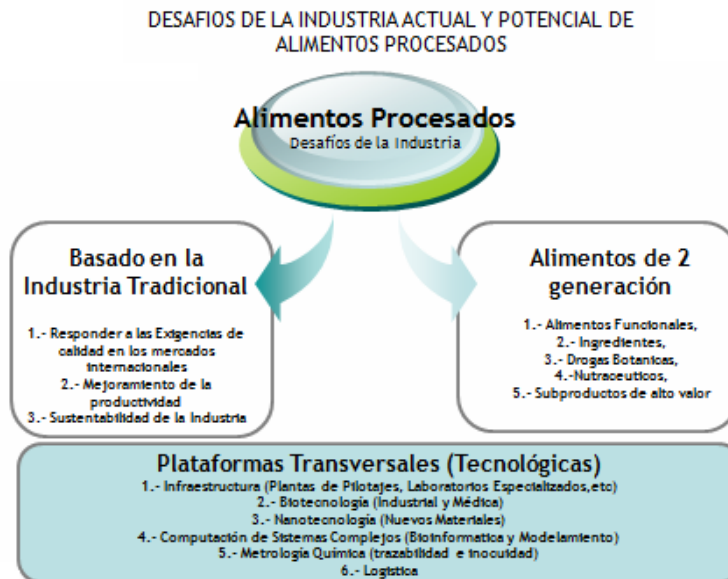 DESAFIOS DE LA INDUSTRIA ACTUAL Y POTENCIAL DE
ALIMENTOS PROCESADOS
Alimentos Procesados
Desafíos de la Industria
Basado en la
Industria Tradicional
1.- Responder a las Exigencias de
calidad en los mercados
internacionales
2.- Mejoramiento de la
productividad
3.- Sustentabilidad de la Industria
Alimentos de 2
generación
1.- Alimentos Funcionales,
2.- Ingredientes,
3.- Drogas Botanicas,
4.-Nutraceuticos,
5.- Subproductos de alto valor
Plataformas Transversales (Tecnológicas)
1.- Infraestructura (Plantas de Pilotajes, Laboratorios Especializados,etc)
2.- Biotecnología (Industrial y Médica)
3.- Nanotecnología (Nuevos Materiales)
4.- Computación de Sistemas Complejos (Bioinformatica y Modelamiento)
5.- Metrología Química (trazabilidad e inocuidad)
6.- Logística